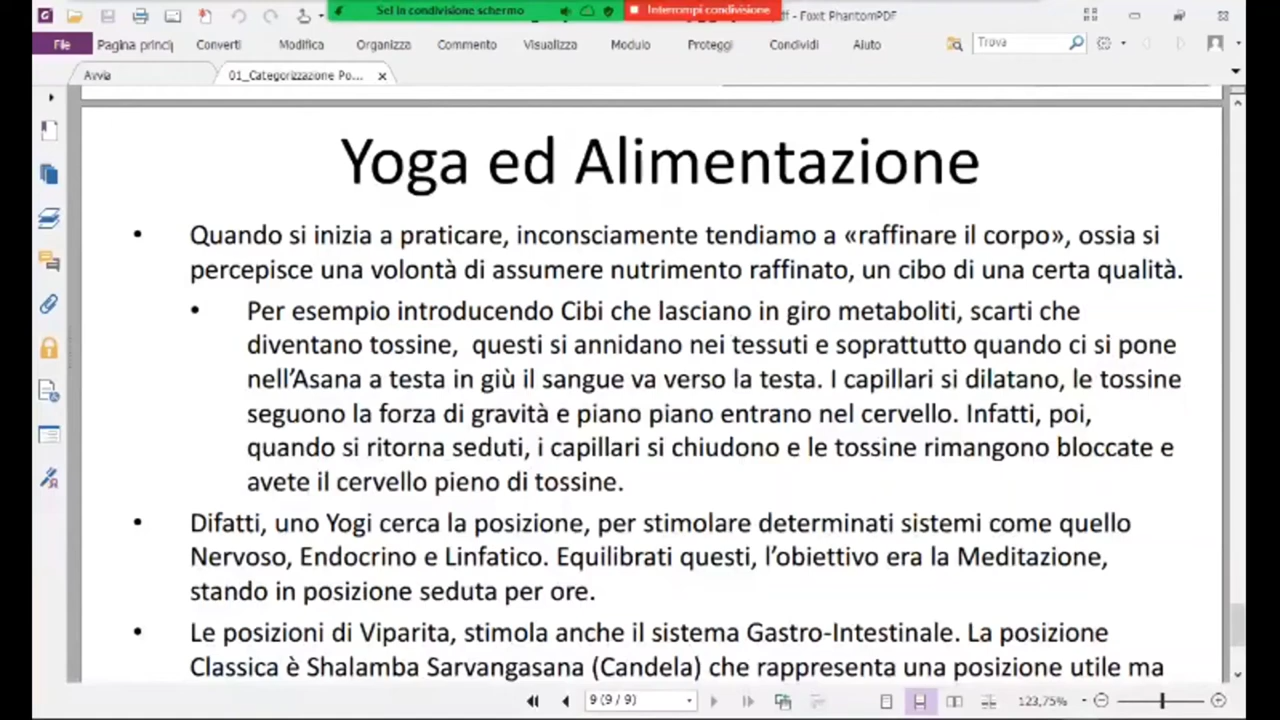 Sei in condivisione schermo
Interrompi condivisione
df - Foxit PhantomPDF
File Pagina princi Converti Modifica Organizza Commento Visualizza Modulo Proteggi Condividi Aiuto Trova
Avvia 01_Categorizzazone Po...
Yoga ed Alimentazione
• Quando si inizia a praticare, inconsciamente tendiamo a «raffinare il corpo», ossia si
percepisce una volontà di assumere nutrimento raffinato, un cibo di una certa qualità.
• Per esempio introducendo Cibi che lasciano in giro metaboliti, scarti che
diventano tossine, questi si annidano nei tessuti e soprattutto quando ci si pone
nell’Asana a testa in giù il sangue va verso la testa. I capillari si dilatano, le tossine
seguono la forza di gravità e piano piano entrano nel cervello. Infatti, poi,
quando si ritorna seduti, i capillari si chiudono e le tossine rimangono bloccate e
avete il cervello pieno di tossine.
• Difatti, uno Yogi cerca la posizione, per stimolare determinati sistemi come quello
Nervoso, Endocrino e Linfatico. Equilibrati questi, l’obiettivo era la Meditazione,
stando in posizione seduta per ore.
• Le posizioni di Viparita, stimola anche il sistema Gastro-Intestinale. La posizione
Classica è Shalamba Sarvangasana (Candela) che rappresenta una posizione utile ma
9 (9 / 9) 123,75%